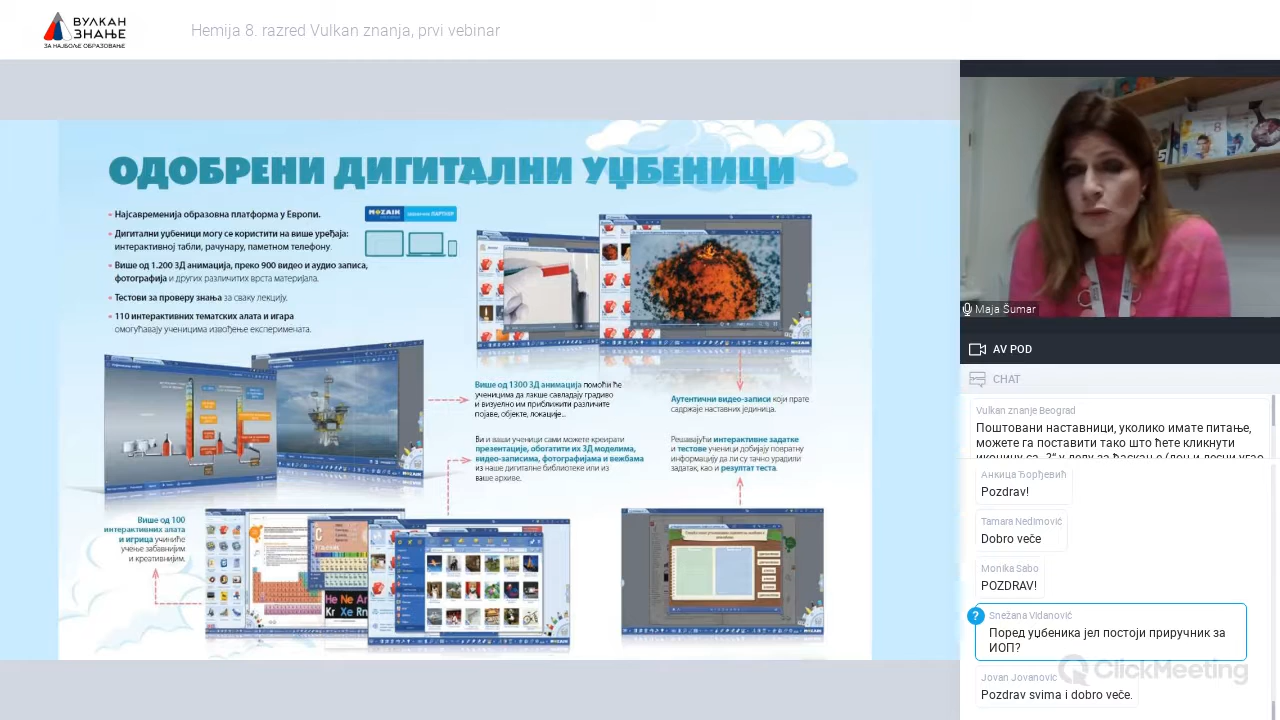 ВУЛКАН
ЗНАЊЕ
ЗА НАЈБОЉЕ ОБРАЗОВАЊЕ
Hemija 8. razred Vulkan znanja, prvi vebinar
ОДОБРЕНИ ДИГИТАЛНИ УЏБЕНИЦИ
• Најсавременија образовна платформа у Европи.
• Дигитални уџбеници могу се користити на више уређаја:
интерактивној табли, рачунару, паметном телефону.
• Више од 1.200 3Д анимација, преко 900 видео и аудио записа,
фотографија и других различитих врста материјала.
• Тестови за проверу знања за сваку лекцију.
• 110 интерактивних тематских алата и игара
омогућавају ученицима извођење експеримената.
MOZAIK
Више од 1300 3Д анимација помоћи ће
ученицима да лакше савладају градиво
и визуелно им приближити различите
појаве, објекте, локације...
Аутентични видео-записи који прате
садржаје наставних јединица.
Ви и ваши ученици сами можете креирати
презентације, обогатити их 3Д моделима,
видео-записима, фотографијама и вежбама
из наше дигиталне библиотеке или из
ваше архиве.
Решавајући интерактивне задатке
и тестове ученици добијају повратну
информацију да ли су тачно урадили
задатак, као и резултат теста.
Више од 100
интерактивних алата
и игрица учиниће
учење забавнијим
и креативнијим.
He Ne Ar
Kr Xe Rn
Maja Šumar
AV POD
CHAT
Vulkan znanje Beograd
Поштовани наставници, уколико имате питање,
можете га поставити тако што ћете кликнути
Анкица Ђорђевић
Pozdrav!
Tamara Nedimović
Dobro veče
Monika Sabo
POZDRAV!
?
Snežana Vidanović
Поред уџбеника јел постоји приручник за
ИОП?
ClickMeeting
Jovan Jovanović
Pozdrav svima i dobro veče.